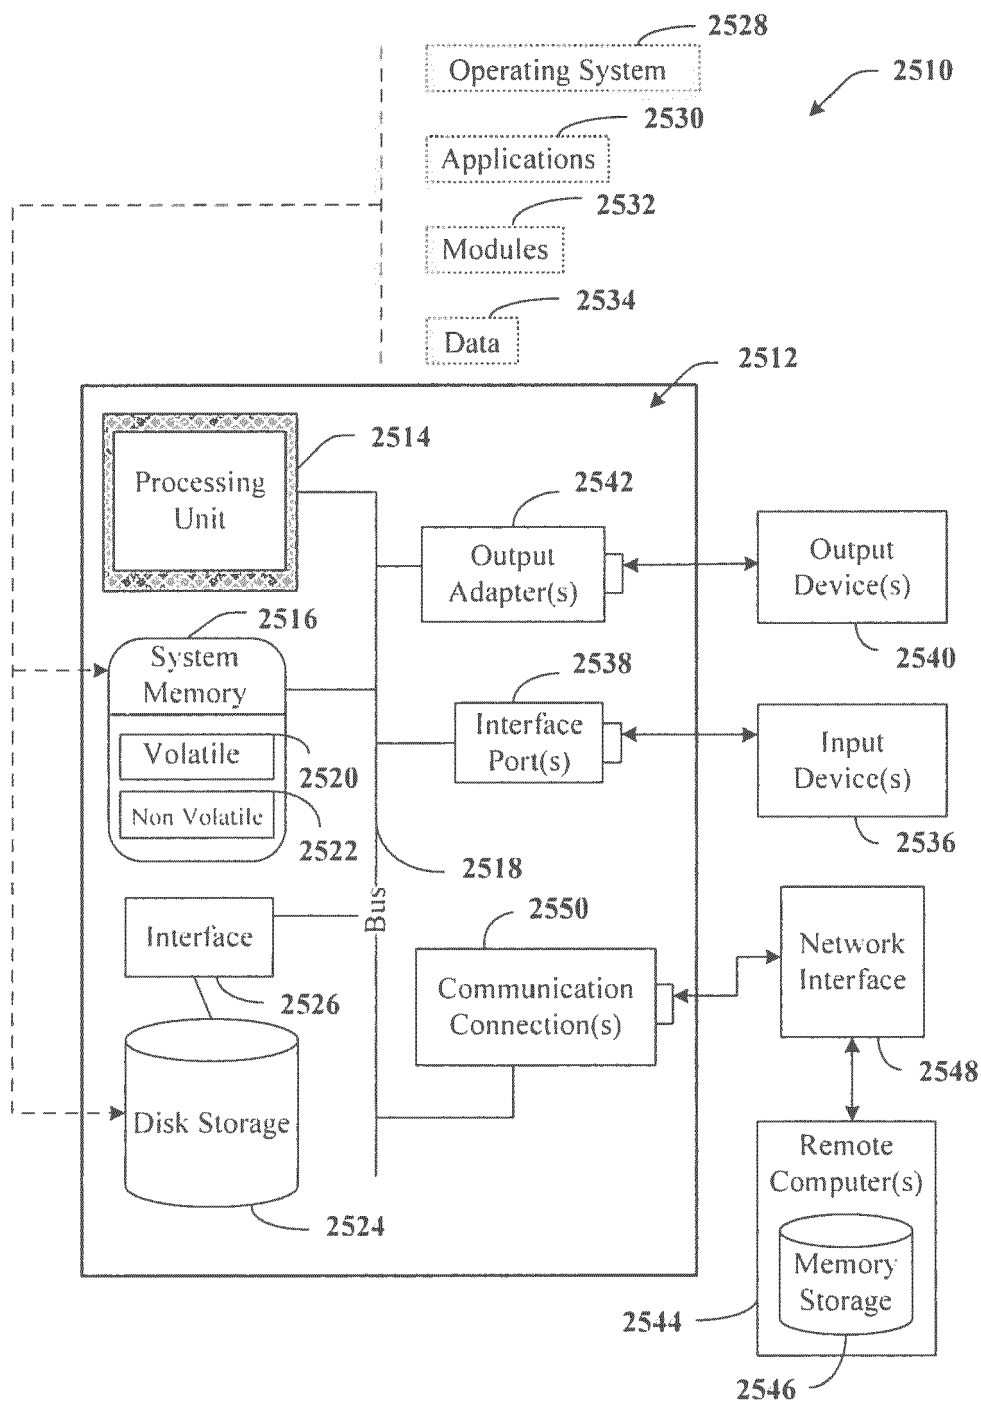 2528
Operating System
2510
2530
Applications
2532
Modules
2534
Data
2512
2514
Processing
Unit
2542
Output
Adapter(s)
Output
Device(s)
2540
2516
System
Memory
Volatile
2520
Non Volatile
2522
2538
Interface
Port(s)
Input
Device(s)
2536
2518
Bus
Interface
2526
2550
Communication
Connection(s)
Network
Interface
2548
Disk Storage
2524
Remote
Computer(s)
Memory
Storage
2544
2546